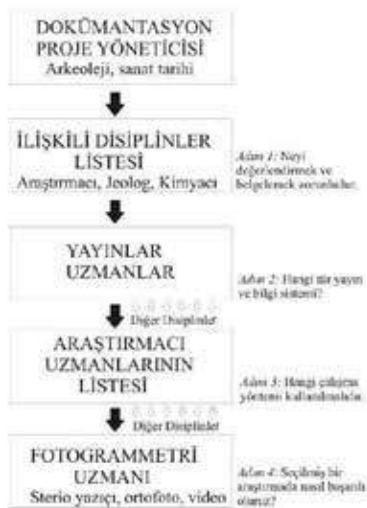 DOKÜMANTASYON
PROJE YÖNETİCİSİ
Arkeoleji, sanat tarihi
İLİŞKİLİ DİSİPLİNLER
LİSTESİ
Araştırmacı, Jeolog, Kimyacı
Adım 1: Neyi
değerlendirmek ve
belgelemek
YAYINLAR
UZMANLAR
Adım 2: Hangi tür yayın
ve bilgi sistemi?
Diğer Disiplinler
ARAŞTIRMACI
UZMANLARININ
LİSTESİ
Adım 3: Hangi çalışma
yöntemi kullanılmalıdır.
Diğer Disiplinler
FOTOGRAMMETRİ
UZMANI
Sterio yazıcı, ortofoto, video
Adım 4: Seçilmiş bir
araştırmada nasıl başarılı
oluruz?